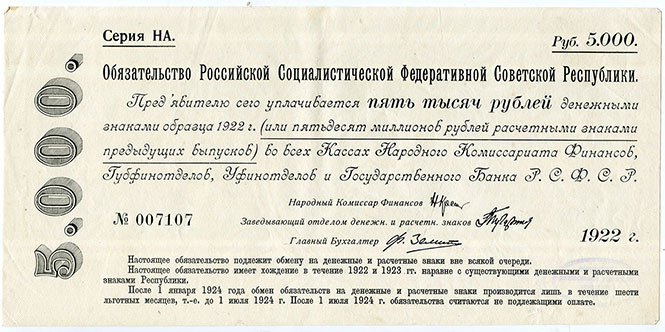 Серия НА.
Руб. 5.000.
5.000.
Обязательство Российской Социалистической Федеративной Советской Республики.
Пред'явителю сего уплачивается пять тысяч рублей денежными
знаками образца 1922 г. (или пятьдесят миллионов рублей расчетными знаками
предыдущих выпусков) во всех Кассах Народного Комиссариата Финансов,
Губфинотделов, Уфинотделов и Государственного Банка Р. С. Ф. С. Р.
Народный Комиссар Финансов
№ 007107
Заведывающий отделом денежн. и расчетн. знаков
Главный Бухгалтер
1922 г.
Настоящее обязательство подлежит обмену на денежные и расчетные знаки вне всякой очереди.
Настоящее обязательство имеет хождение в течение 1922 и 1923 гг. наравне с существующими денежными и расчетными
знаками Республики.
После 1 января 1924 года обмен обязательств на денежные и расчетные знаки производится лишь в течение шести
льготных месяцев, т.-е. до 1 июля 1924 г. После 1 июля 1924 г. обязательства считаются не подлежащими оплате.